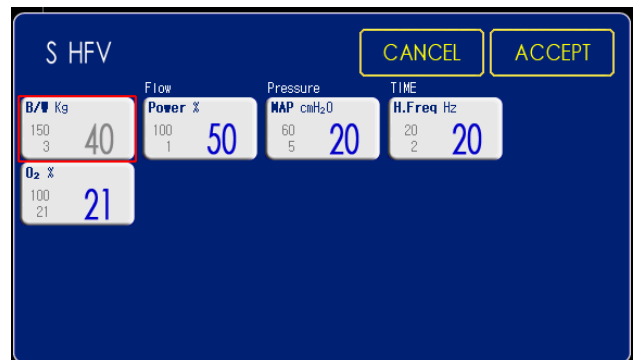 S HFV
CANCEL
ACCEPT
Flow
Pressure
TIME
B/W Kg
150
3
40
Power %
100
1
50
MAP cmH₂O
60
5
20
H.Freq Hz
20
2
20
O₂ %
100
21
21